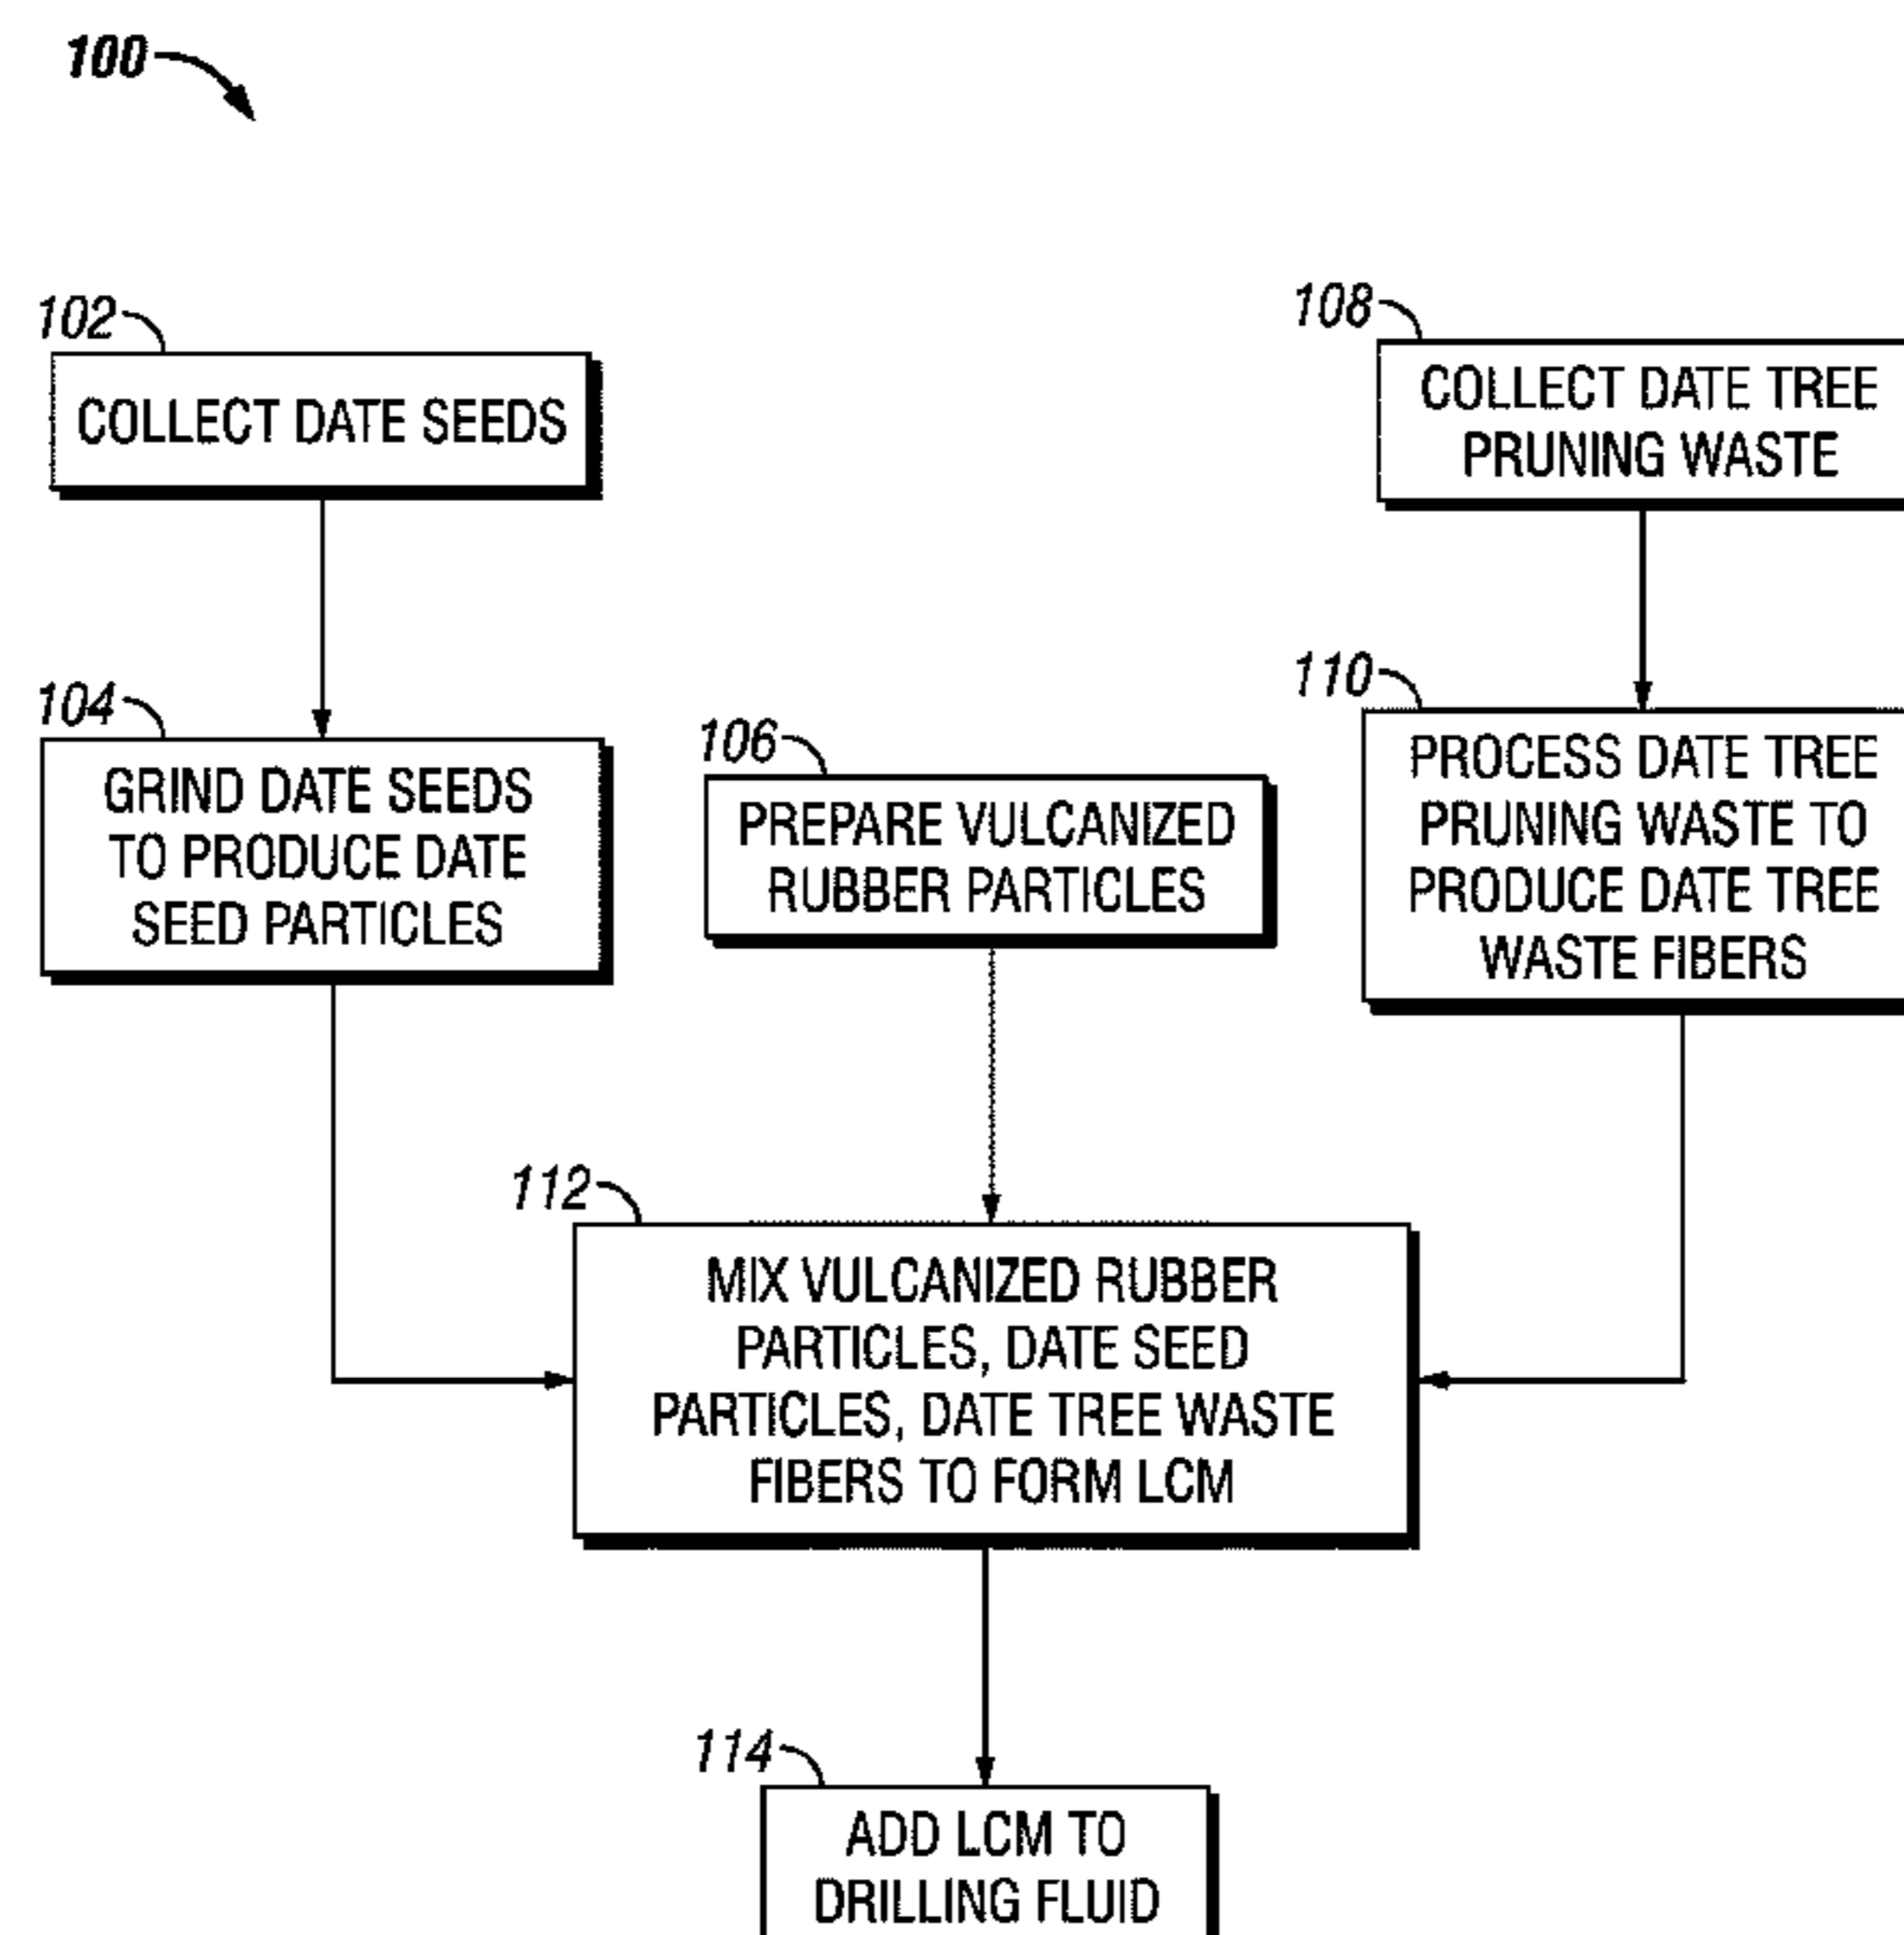 100
102
COLLECT DATE SEEDS
108
COLLECT DATE TREE
PRUNING WASTE
104
GRIND DATE SEEDS
TO PRODUCE DATE
SEED PARTICLES
106
PREPARE VULCANIZED
RUBBER PARTICLES
110
PROCESS DATE TREE
PRUNING WASTE TO
PRODUCE DATE TREE
WASTE FIBERS
112
MIX VULCANIZED RUBBER
PARTICLES, DATE SEED
PARTICLES, DATE TREE WASTE
FIBERS TO FORM LCM
114
ADD LCM TO
DRILLING FLUID